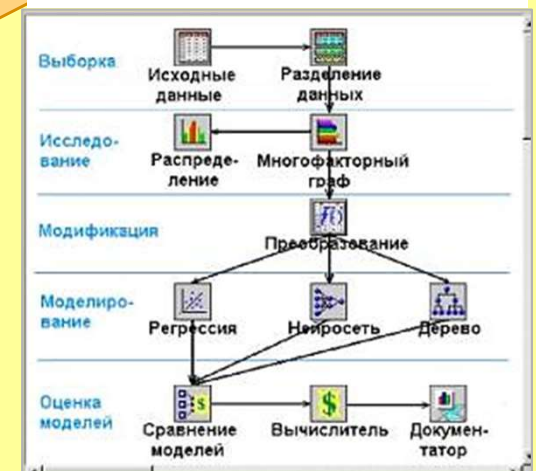 Выборка
Исходные
данные
Разделение
данных
Исследо-
вание
Распреде-
ление
Многофакторный
граф
Модификация
Преобразование
Моделиро-
вание
Регрессия
Нейросеть
Дерево
Оценка
моделей
Сравнение
моделей
Вычислитель
Докумен-
татор